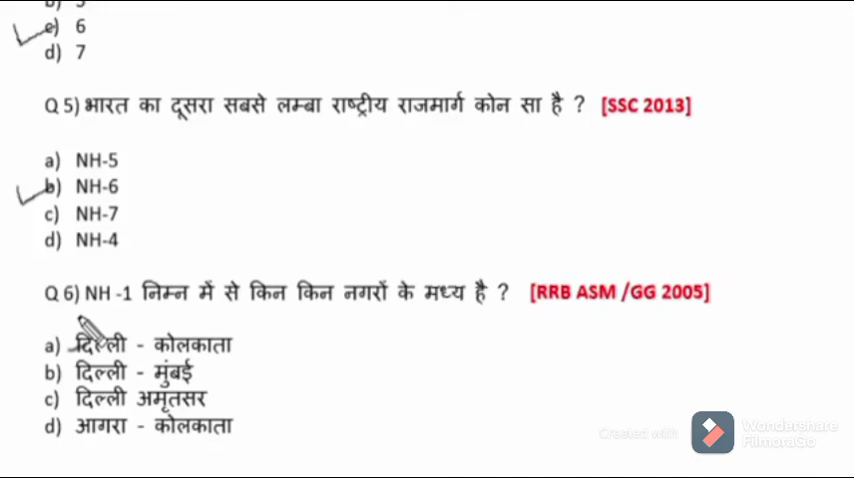 b) 5
c) 6
d) 7
Q 5) भारत का दूसरा सबसे लम्बा राष्ट्रीय राजमार्ग कोन सा है ? [SSC 2013]
a) NH-5
b) NH-6
c) NH-7
d) NH-4
Q 6) NH -1 निम्न में से किन किन नगरों के मध्य है ? [RRB ASM /GG 2005]
a) दिल्ली - कोलकाता
b) दिल्ली - मुंबई
c) दिल्ली अमृतसर
d) आगरा - कोलकाता
Created with
Wondershare
FilmoraGo